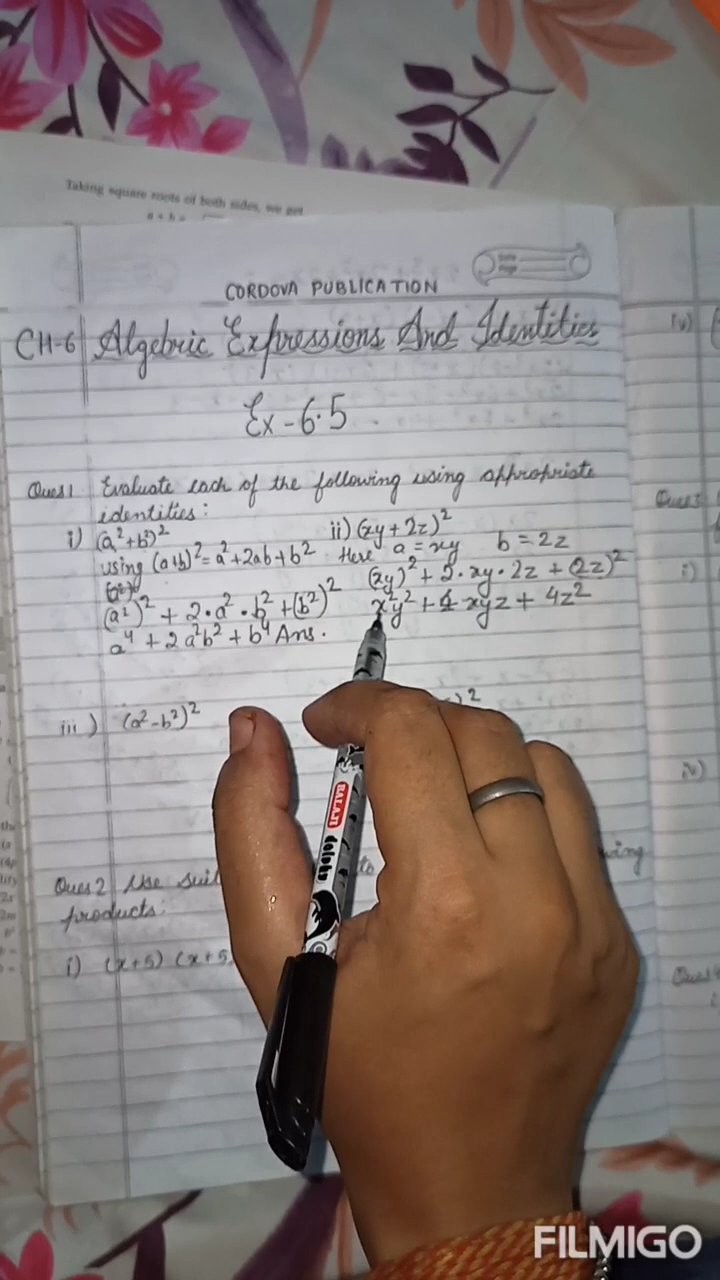 Taking square roots of both sides, we get
CORDOVA PUBLICATION
CH-6 Algebric Expressions And Identities
Ex-6.5
Ques1 Evaluate each of the following using appropriate
identities:
i) (a²+b²)²
using (a+b)² = a²+2ab+b²
(a²)² + 2·a²·b² + (b²)²
a⁴ + 2a²b² + b⁴ Ans.
ii) (xy+2z)²
Here a = xy b = 2z
(xy)² + 2·xy·2z + (2z)²
x²y² + 4xyz + 4z²
iii) (a²-b²)²
Ques2 Use
products:
i) (x+5) (x+5
BALAJI
FILMIGO